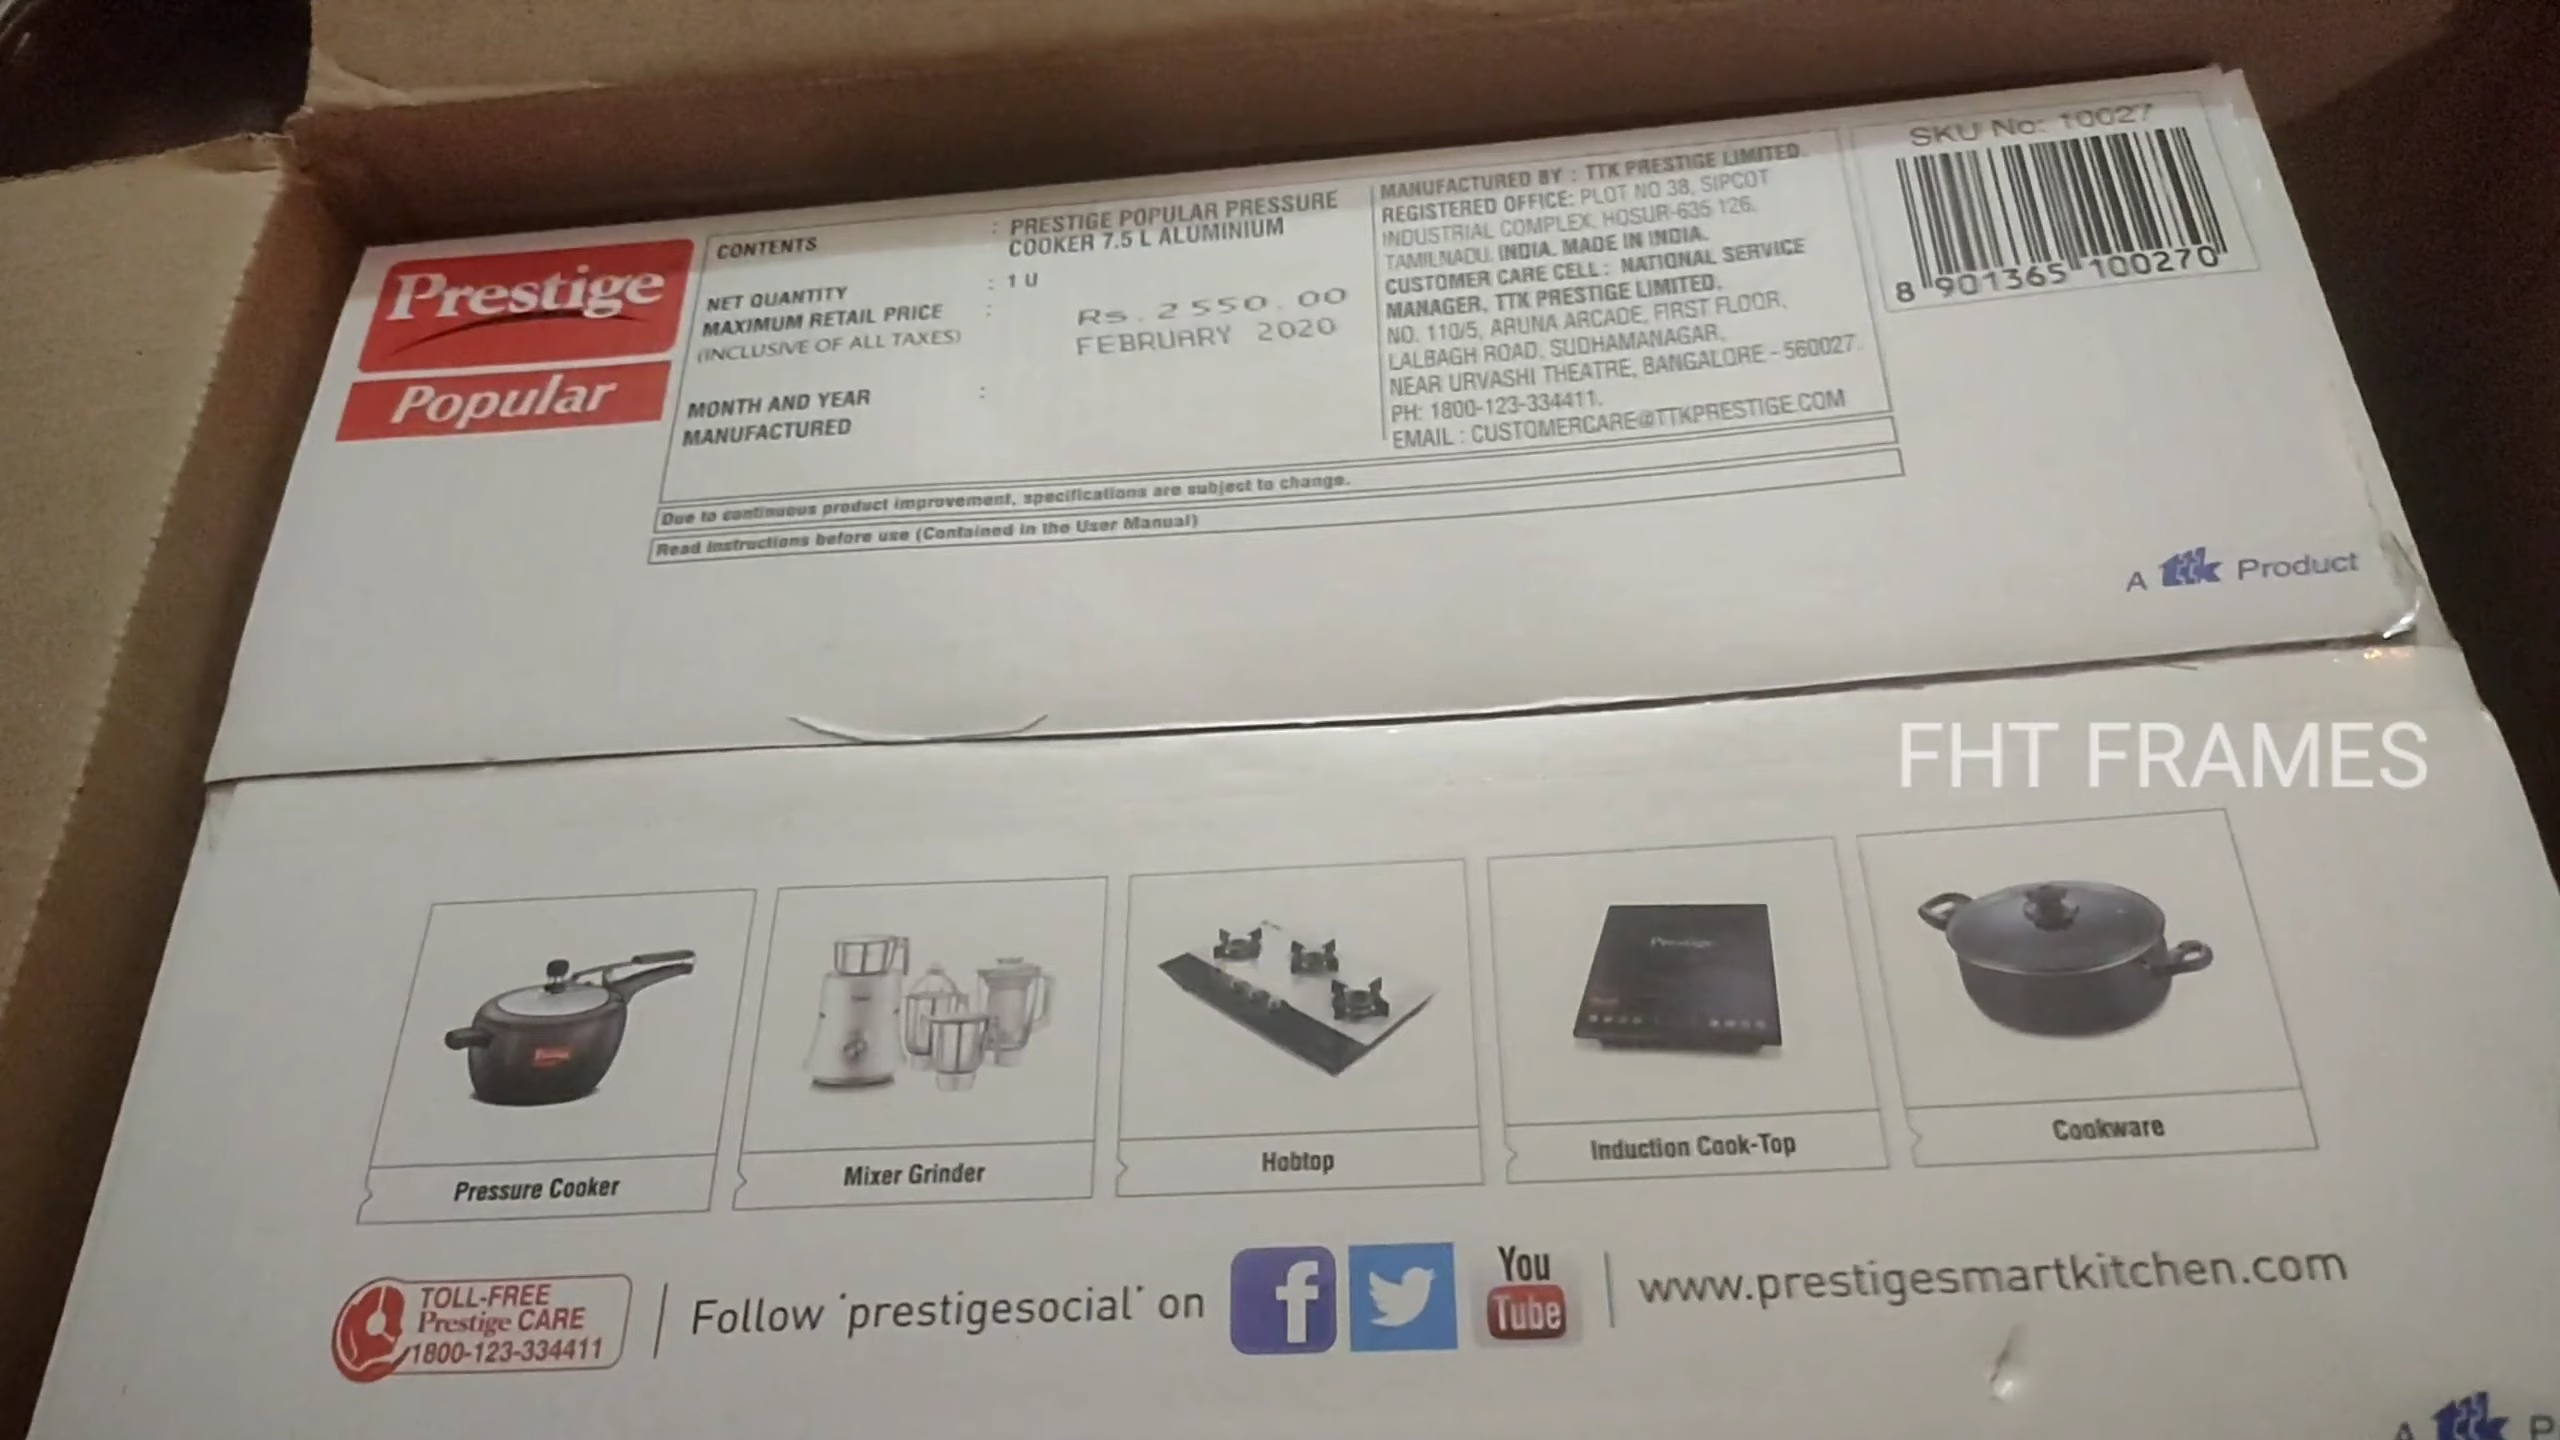 Prestige
Popular
CONTENTS : PRESTIGE POPULAR PRESSURE
COOKER 7.5 L ALUMINIUM
NET QUANTITY : 1 U
MAXIMUM RETAIL PRICE : Rs. 2550.00
(INCLUSIVE OF ALL TAXES) FEBRUARY 2020
MONTH AND YEAR :
MANUFACTURED
MANUFACTURED BY : TTK PRESTIGE LIMITED.
REGISTERED OFFICE: PLOT NO 38, SIPCOT
INDUSTRIAL COMPLEX, HOSUR-635 126.
TAMILNADU. INDIA. MADE IN INDIA.
CUSTOMER CARE CELL : NATIONAL SERVICE
MANAGER, TTK PRESTIGE LIMITED.
NO. 110/5, ARUNA ARCADE, FIRST FLOOR,
LALBAGH ROAD, SUDHAMANAGAR,
NEAR URVASHI THEATRE, BANGALORE - 560027.
PH: 1800-123-334411.
EMAIL : CUSTOMERCARE@TTKPRESTIGE.COM
SKU No: 10027
8 901365 100270
Due to continuous product improvement, specifications are subject to change.
Read instructions before use (Contained in the User Manual)
A ttk Product
FHT FRAMES
Prestige
Pressure Cooker
Mixer Grinder
Hobtop
Induction Cook-Top
Cookware
TOLL-FREE
Prestige CARE
1800-123-334411
Follow 'prestigesocial' on
f
You
Tube
www.prestigesmartkitchen.com
A ttk P